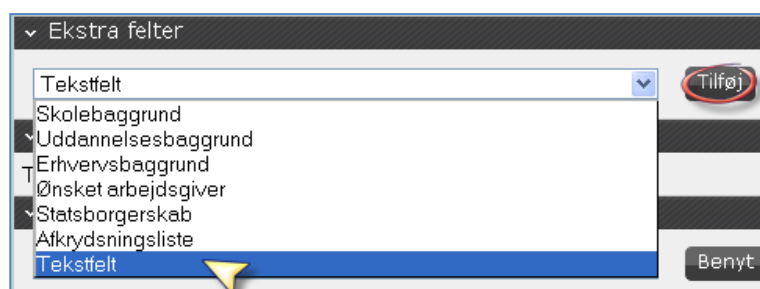 Ekstra felter
Tekstfelt
Tilføj
Skolebaggrund
Uddannelsesbaggrund
Erhvervsbaggrund
T
Ønsket arbejdsgiver
Statsborgerskab
Afkrydsningsliste
Tekstfelt
Benyt